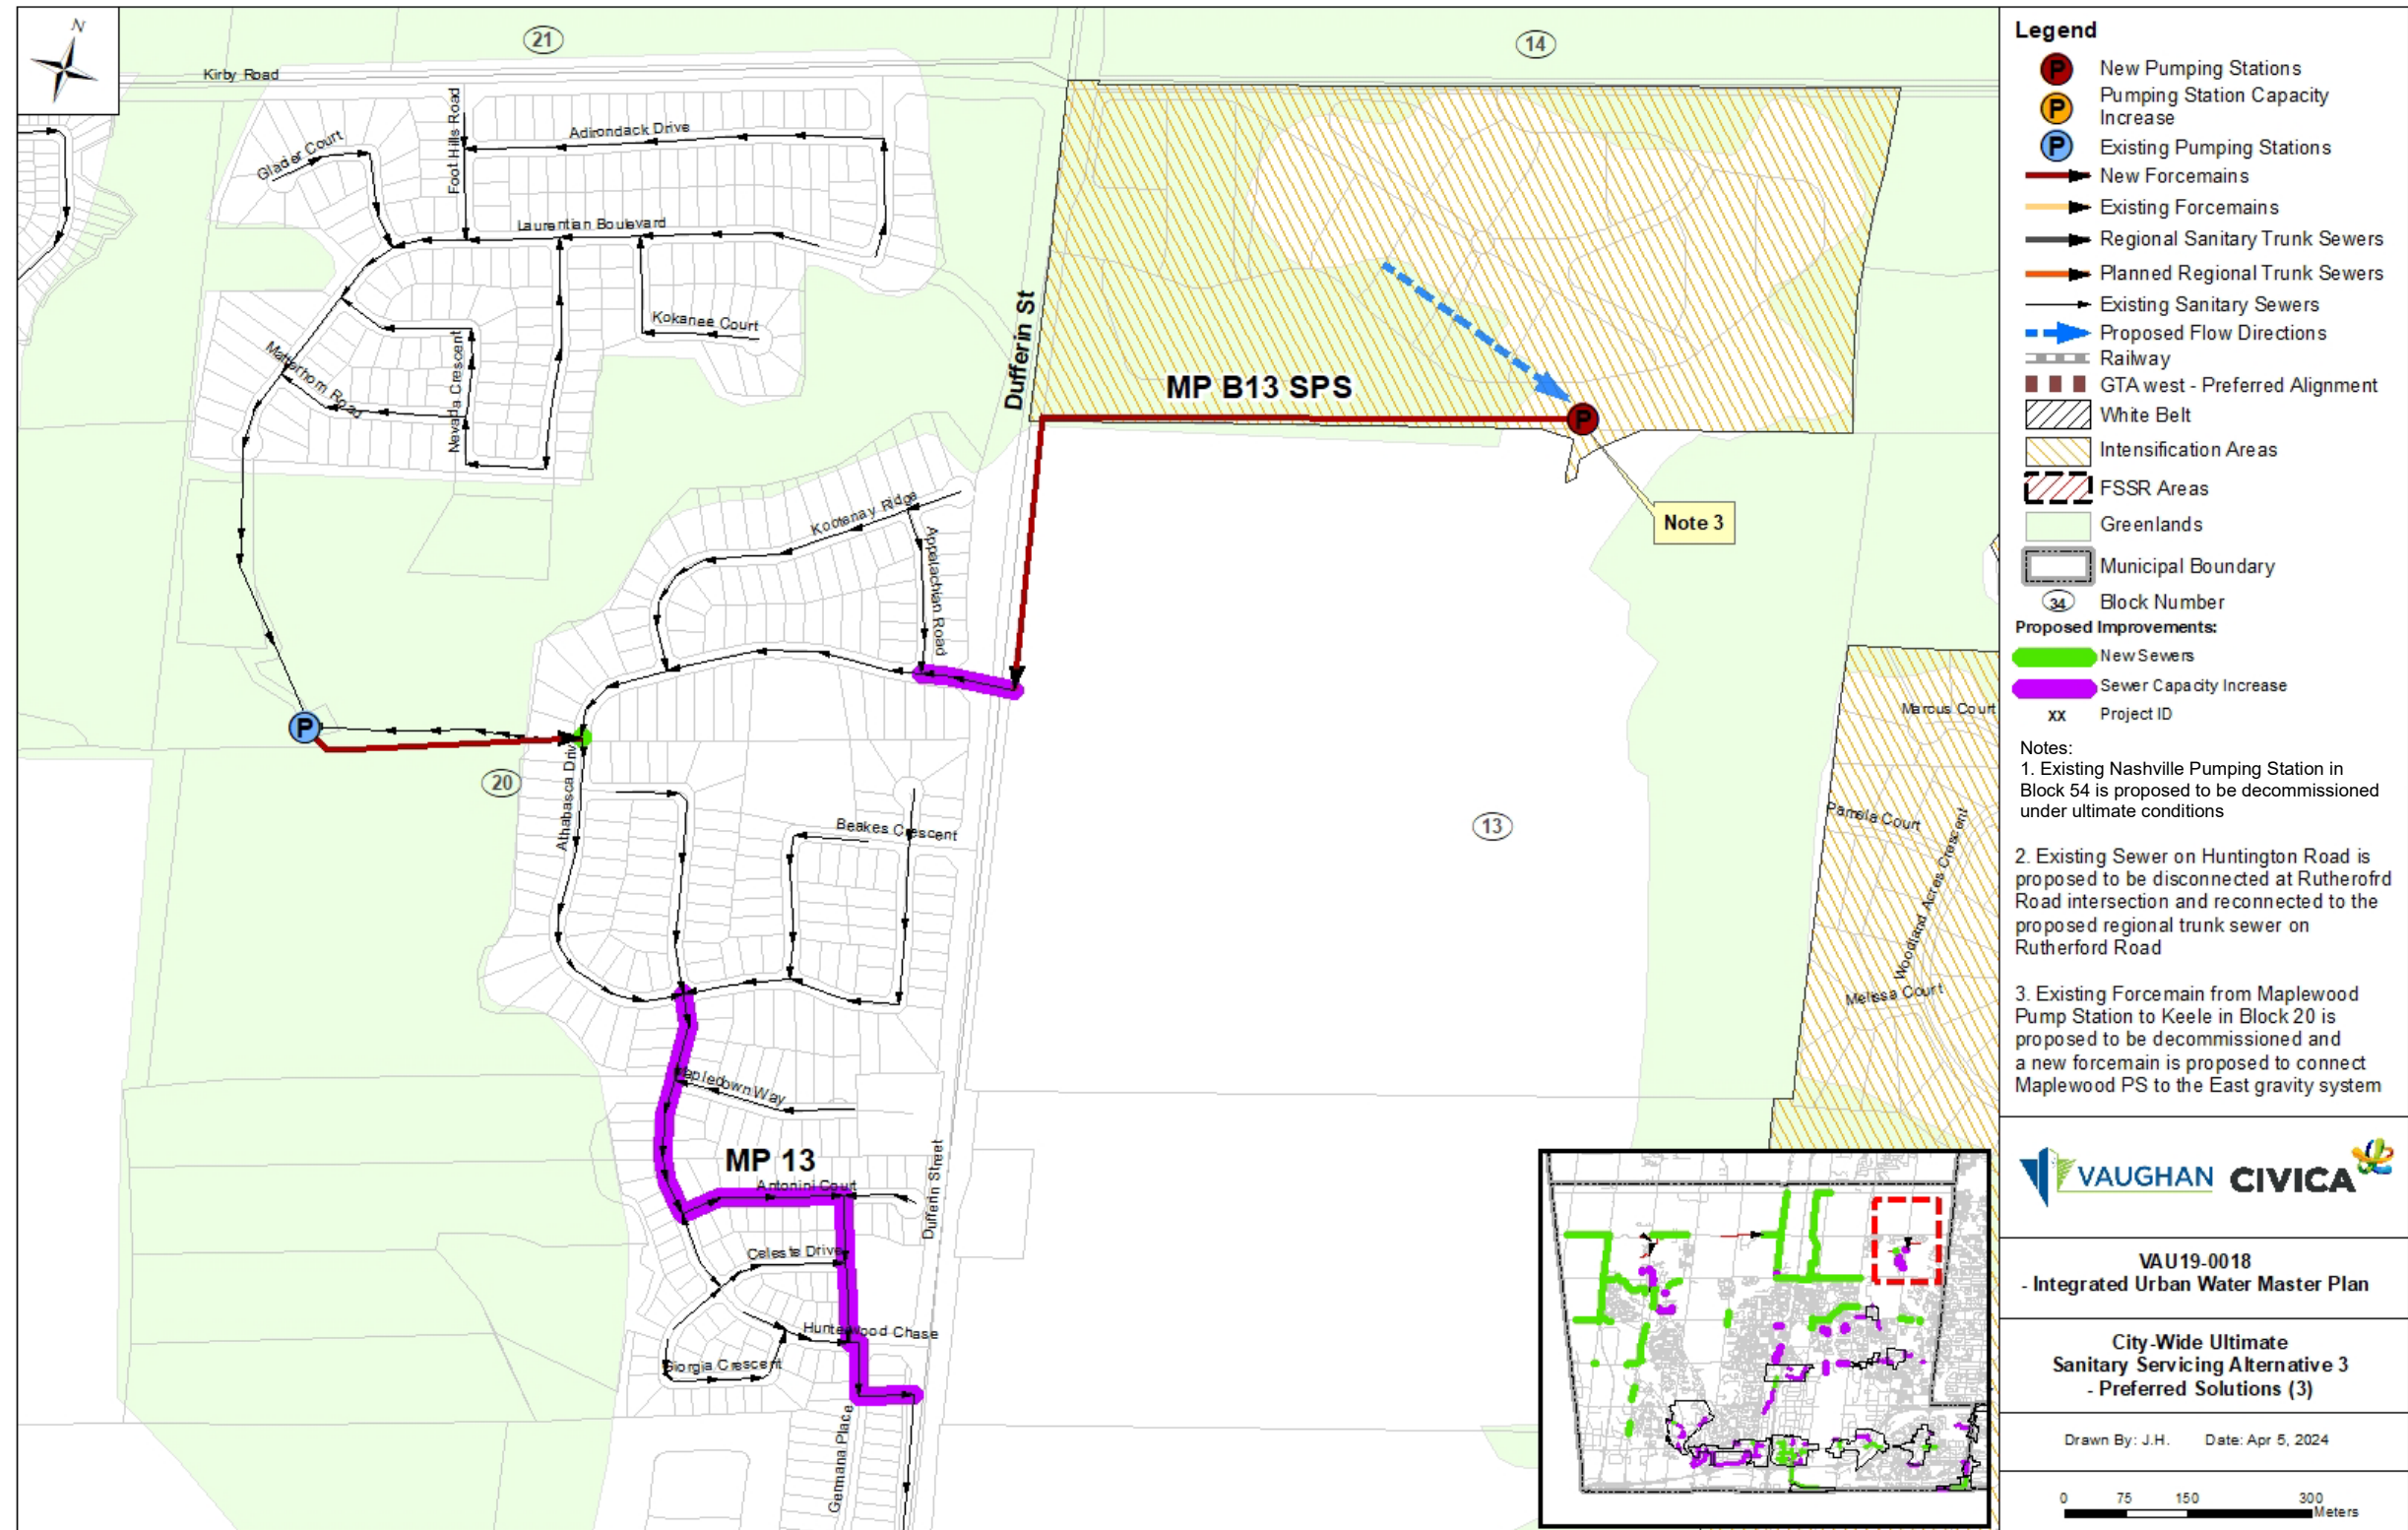 N
21
14
Kirby Road
Glacier Court
Foot Hills Road
Adirondack Drive
Laurentian Boulevard
Kokanee Court
Matterhorn Road
Nevada Crescent
Dufferin St
MP B13 SPS
P
Note 3
Kootenay Ridge
Appalachian Road
P
20
Athabasca Drive
Beakes Crescent
13
Marcus Court
Pamela Court
Woodland Acres Crescent
Melissa Court
apledown Way
MP 13
Antonini Court
Dufferin Street
Celeste Drive
Hunterwood Chase
Giorgia Crescent
Gemmana Place
Legend
P New Pumping Stations
P Pumping Station Capacity
Increase
P Existing Pumping Stations
New Forcemains
Existing Forcemains
Regional Sanitary Trunk Sewers
Planned Regional Trunk Sewers
Existing Sanitary Sewers
Proposed Flow Directions
Railway
GTA west - Preferred Alignment
White Belt
Intensification Areas
FSSR Areas
Greenlands
Municipal Boundary
34 Block Number
Proposed Improvements:
New Sewers
Sewer Capacity Increase
xx Project ID
Notes:
1. Existing Nashville Pumping Station in
Block 54 is proposed to be decommissioned
under ultimate conditions
2. Existing Sewer on Huntington Road is
proposed to be disconnected at Rutherofrd
Road intersection and reconnected to the
proposed regional trunk sewer on
Rutherford Road
3. Existing Forcemain from Maplewood
Pump Station to Keele in Block 20 is
proposed to be decommissioned and
a new forcemain is proposed to connect
Maplewood PS to the East gravity system
VAUGHAN CIVICA
VAU19-0018
- Integrated Urban Water Master Plan
City-Wide Ultimate
Sanitary Servicing Alternative 3
- Preferred Solutions (3)
Drawn By: J.H. Date: Apr 5, 2024
0 75 150 300
Meters